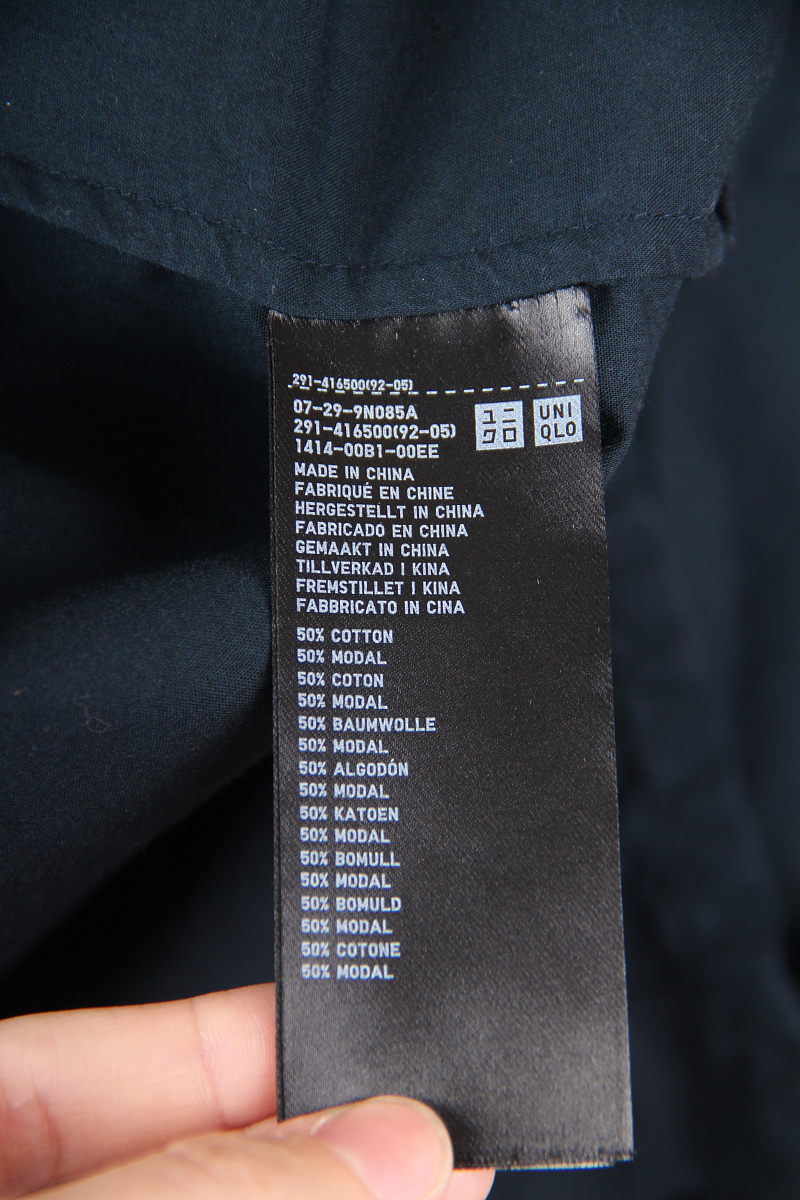 291-416500(92-05)
07-29-9N085A
291-416500(92-05)
1414-00B1-00EE
ユニ
クロ
UNI
QLO
MADE IN CHINA
FABRIQUÉ EN CHINE
HERGESTELLT IN CHINA
FABRICADO EN CHINA
GEMAAKT IN CHINA
TILLVERKAD I KINA
FREMSTILLET I KINA
FABBRICATO IN CINA
50% COTTON
50% MODAL
50% COTON
50% MODAL
50% BAUMWOLLE
50% MODAL
50% ALGODÓN
50% MODAL
50% KATOEN
50% MODAL
50% BOMULL
50% MODAL
50% BOMULD
50% MODAL
50% COTONE
50% MODAL